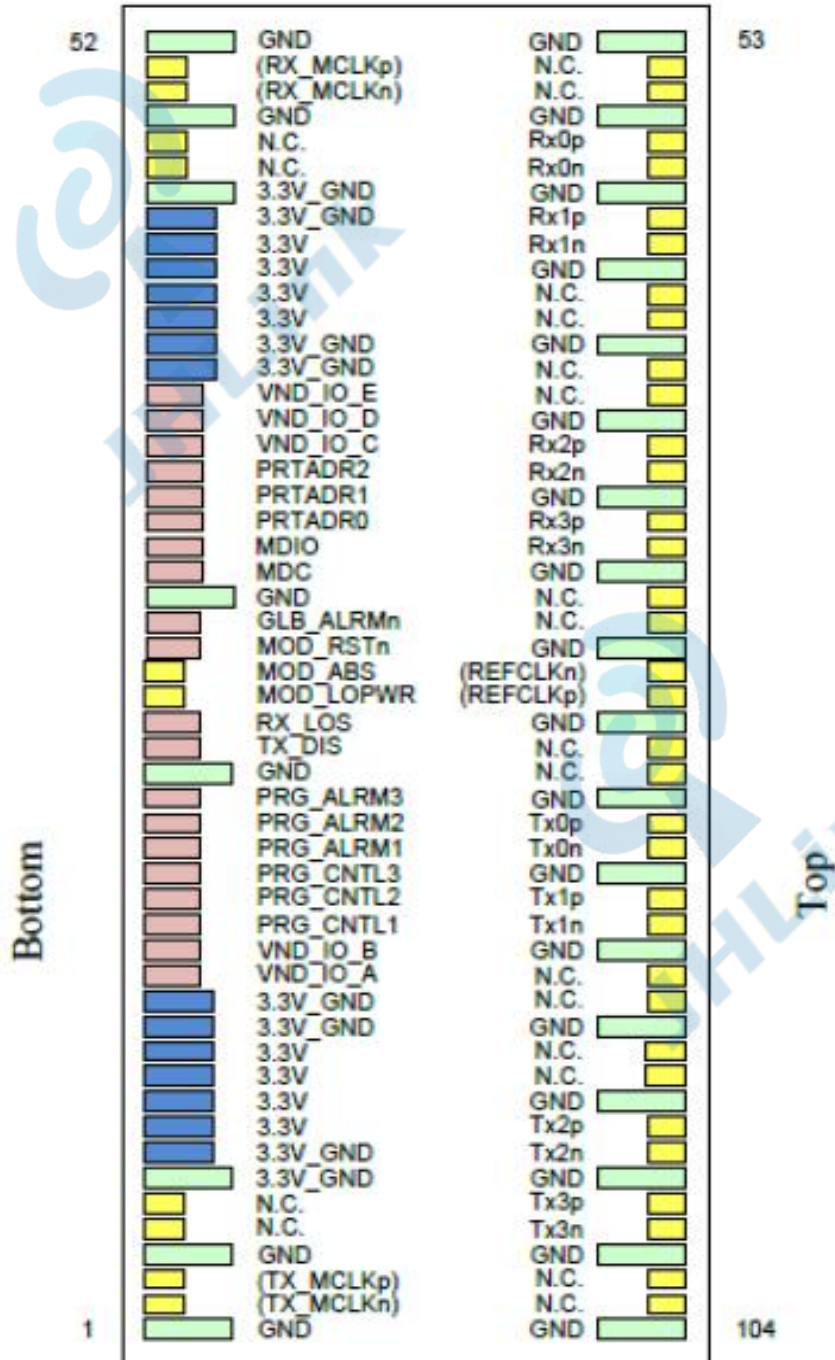 52 GND GND 53
(RX_MCLKp) N.C.
(RX_MCLKn) N.C.
GND GND
N.C. Rx0p
N.C. Rx0n
3.3V_GND GND
3.3V_GND Rx1p
3.3V Rx1n
3.3V GND
3.3V N.C.
3.3V N.C.
3.3V_GND GND
3.3V_GND N.C.
VND_IO_E N.C.
VND_IO_D GND
VND_IO_C Rx2p
PRTADR2 Rx2n
PRTADR1 GND
PRTADR0 Rx3p
MDIO Rx3n
MDC GND
GND N.C.
GLB_ALRMn N.C.
MOD_RSTn GND
MOD_ABS (REFCLKn)
MOD_LOPWR (REFCLKp)
RX_LOS GND
TX_DIS N.C.
GND N.C.
PRG_ALRM3 GND
PRG_ALRM2 Tx0p
PRG_ALRM1 Tx0n
PRG_CNTL3 GND
PRG_CNTL2 Tx1p
PRG_CNTL1 Tx1n
VND_IO_B GND
VND_IO_A N.C.
3.3V_GND N.C.
3.3V_GND GND
3.3V N.C.
3.3V N.C.
3.3V GND
3.3V Tx2p
3.3V_GND Tx2n
3.3V_GND GND
N.C. Tx3p
N.C. Tx3n
GND GND
(TX_MCLKp) N.C.
(TX_MCLKn) N.C.
1 GND GND 104
Bottom
Top
JHLink
JHLink